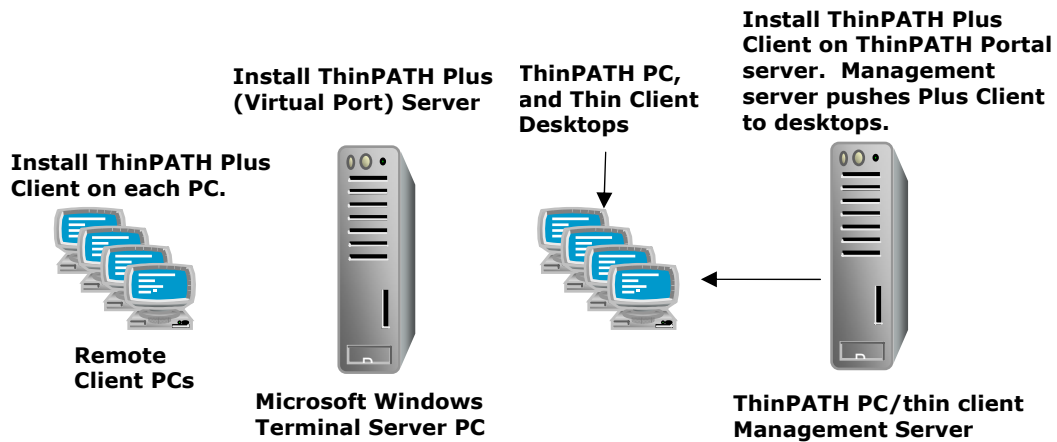 Install ThinPATH Plus
Client on each PC.
Remote
Client PCs
Install ThinPATH Plus
(Virtual Port) Server
Microsoft Windows
Terminal Server PC
ThinPATH PC,
and Thin Client
Desktops
Install ThinPATH Plus
Client on ThinPATH Portal
server. Management
server pushes Plus Client
to desktops.
ThinPATH PC/thin client
Management Server